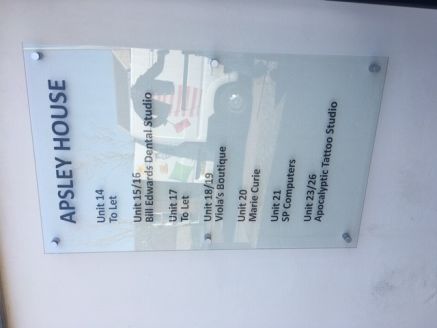 APSLEY HOUSE
Unit 14
To Let
Unit 15/16
Bill Edwards Dental Studio
Unit 17
To Let
Unit 18/19
Viola's Boutique
Unit 20
Marie Curie
Unit 21
SP Computers
Unit 23/26
Apocalyptic Tattoo Studio